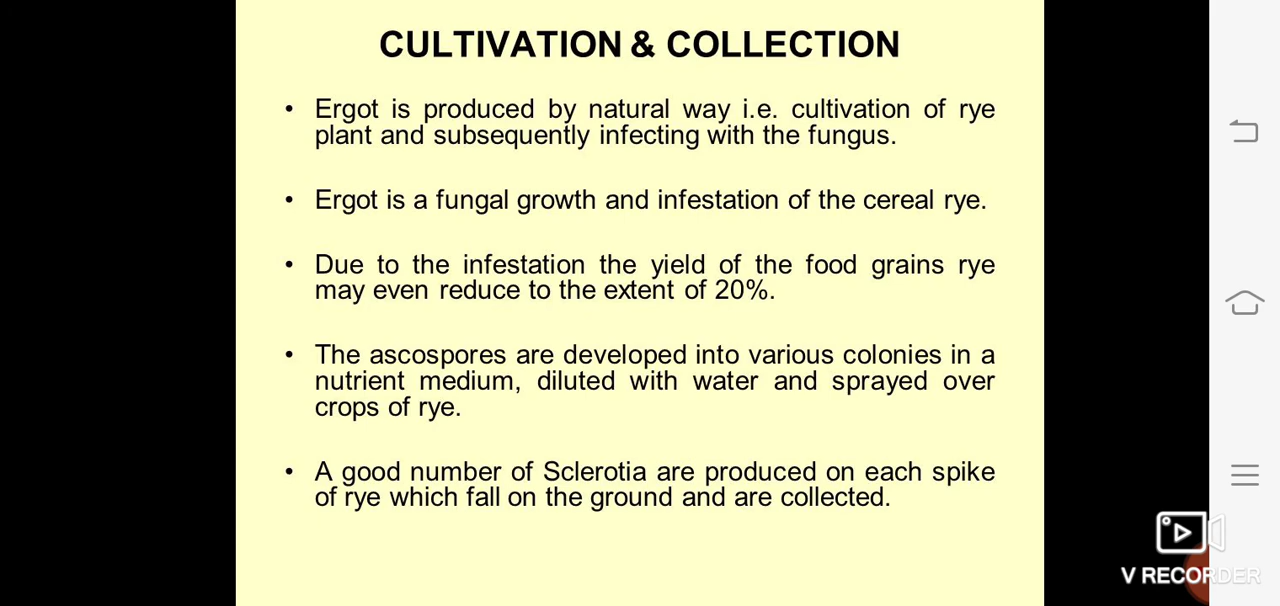 CULTIVATION & COLLECTION
• Ergot is produced by natural way i.e. cultivation of rye
plant and subsequently infecting with the fungus.
• Ergot is a fungal growth and infestation of the cereal rye.
• Due to the infestation the yield of the food grains rye
may even reduce to the extent of 20%.
• The ascospores are developed into various colonies in a
nutrient medium, diluted with water and sprayed over
crops of rye.
• A good number of Sclerotia are produced on each spike
of rye which fall on the ground and are collected.
V RECORDER